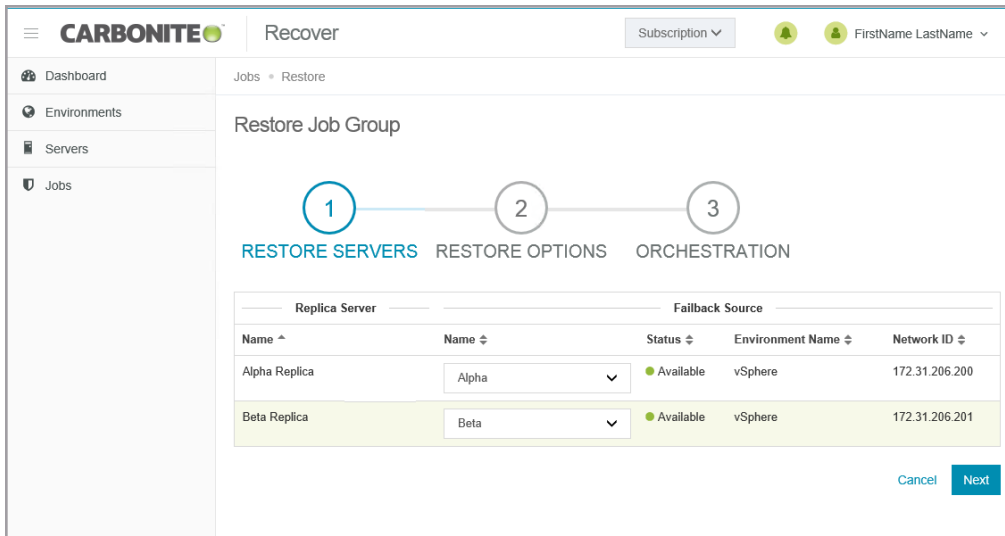 CARBONITE Recover Subscription FirstName LastName
Dashboard
Jobs Restore
Environments
Servers
Jobs
Restore Job Group
1 2 3
RESTORE SERVERS RESTORE OPTIONS ORCHESTRATION
Replica Server Failback Source
Name Name Status Environment Name Network ID
Alpha Replica Alpha Available vSphere 172.31.206.200
Beta Replica Beta Available vSphere 172.31.206.201
Cancel Next